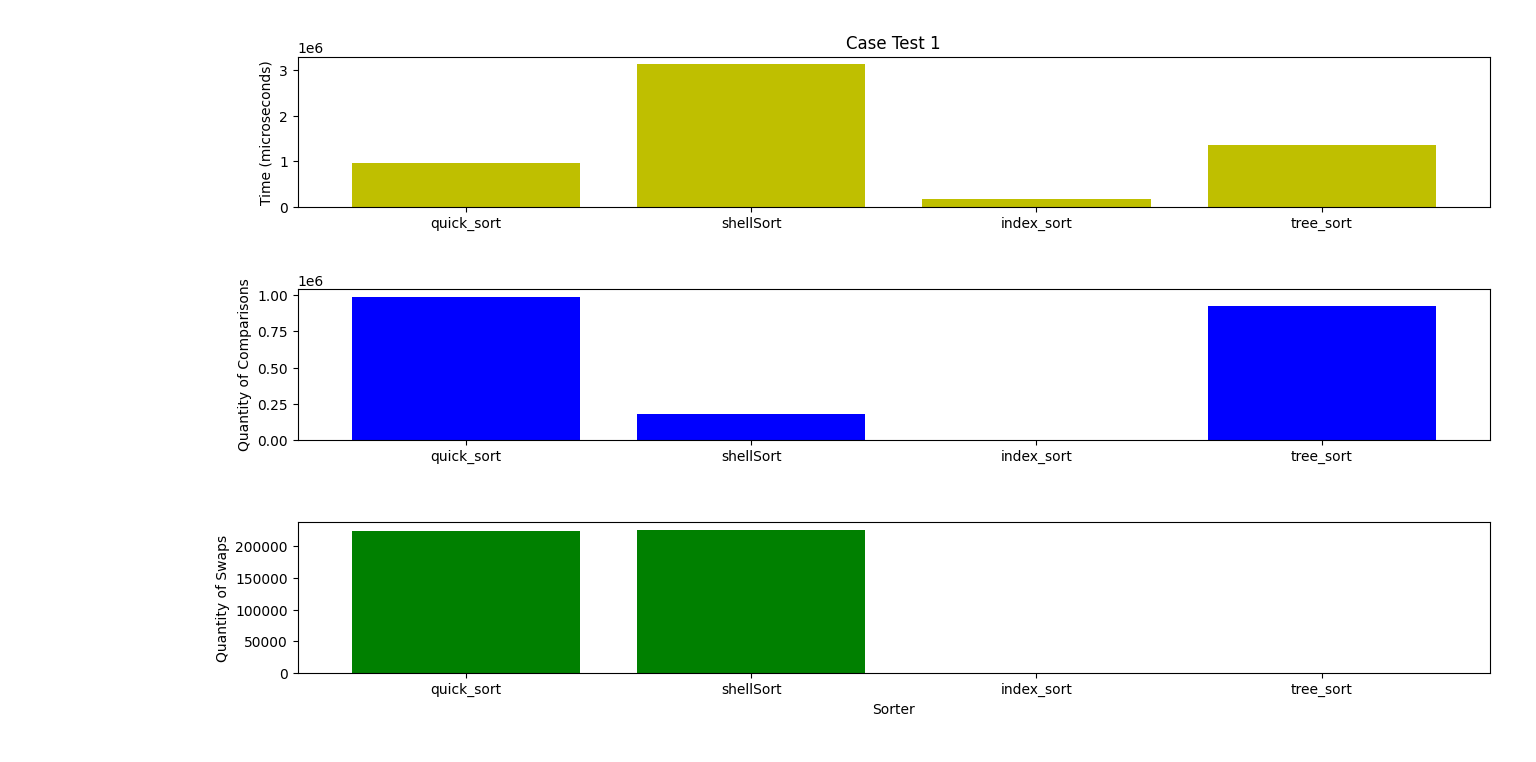 Case Test 1
1e6
Time (microseconds)
3
2
1
0
quick_sort shellSort index_sort tree_sort
1e6
Quantity of Comparisons
1.00
0.75
0.50
0.25
0.00
quick_sort shellSort index_sort tree_sort
Quantity of Swaps
200000
150000
100000
50000
0
quick_sort shellSort index_sort tree_sort
Sorter